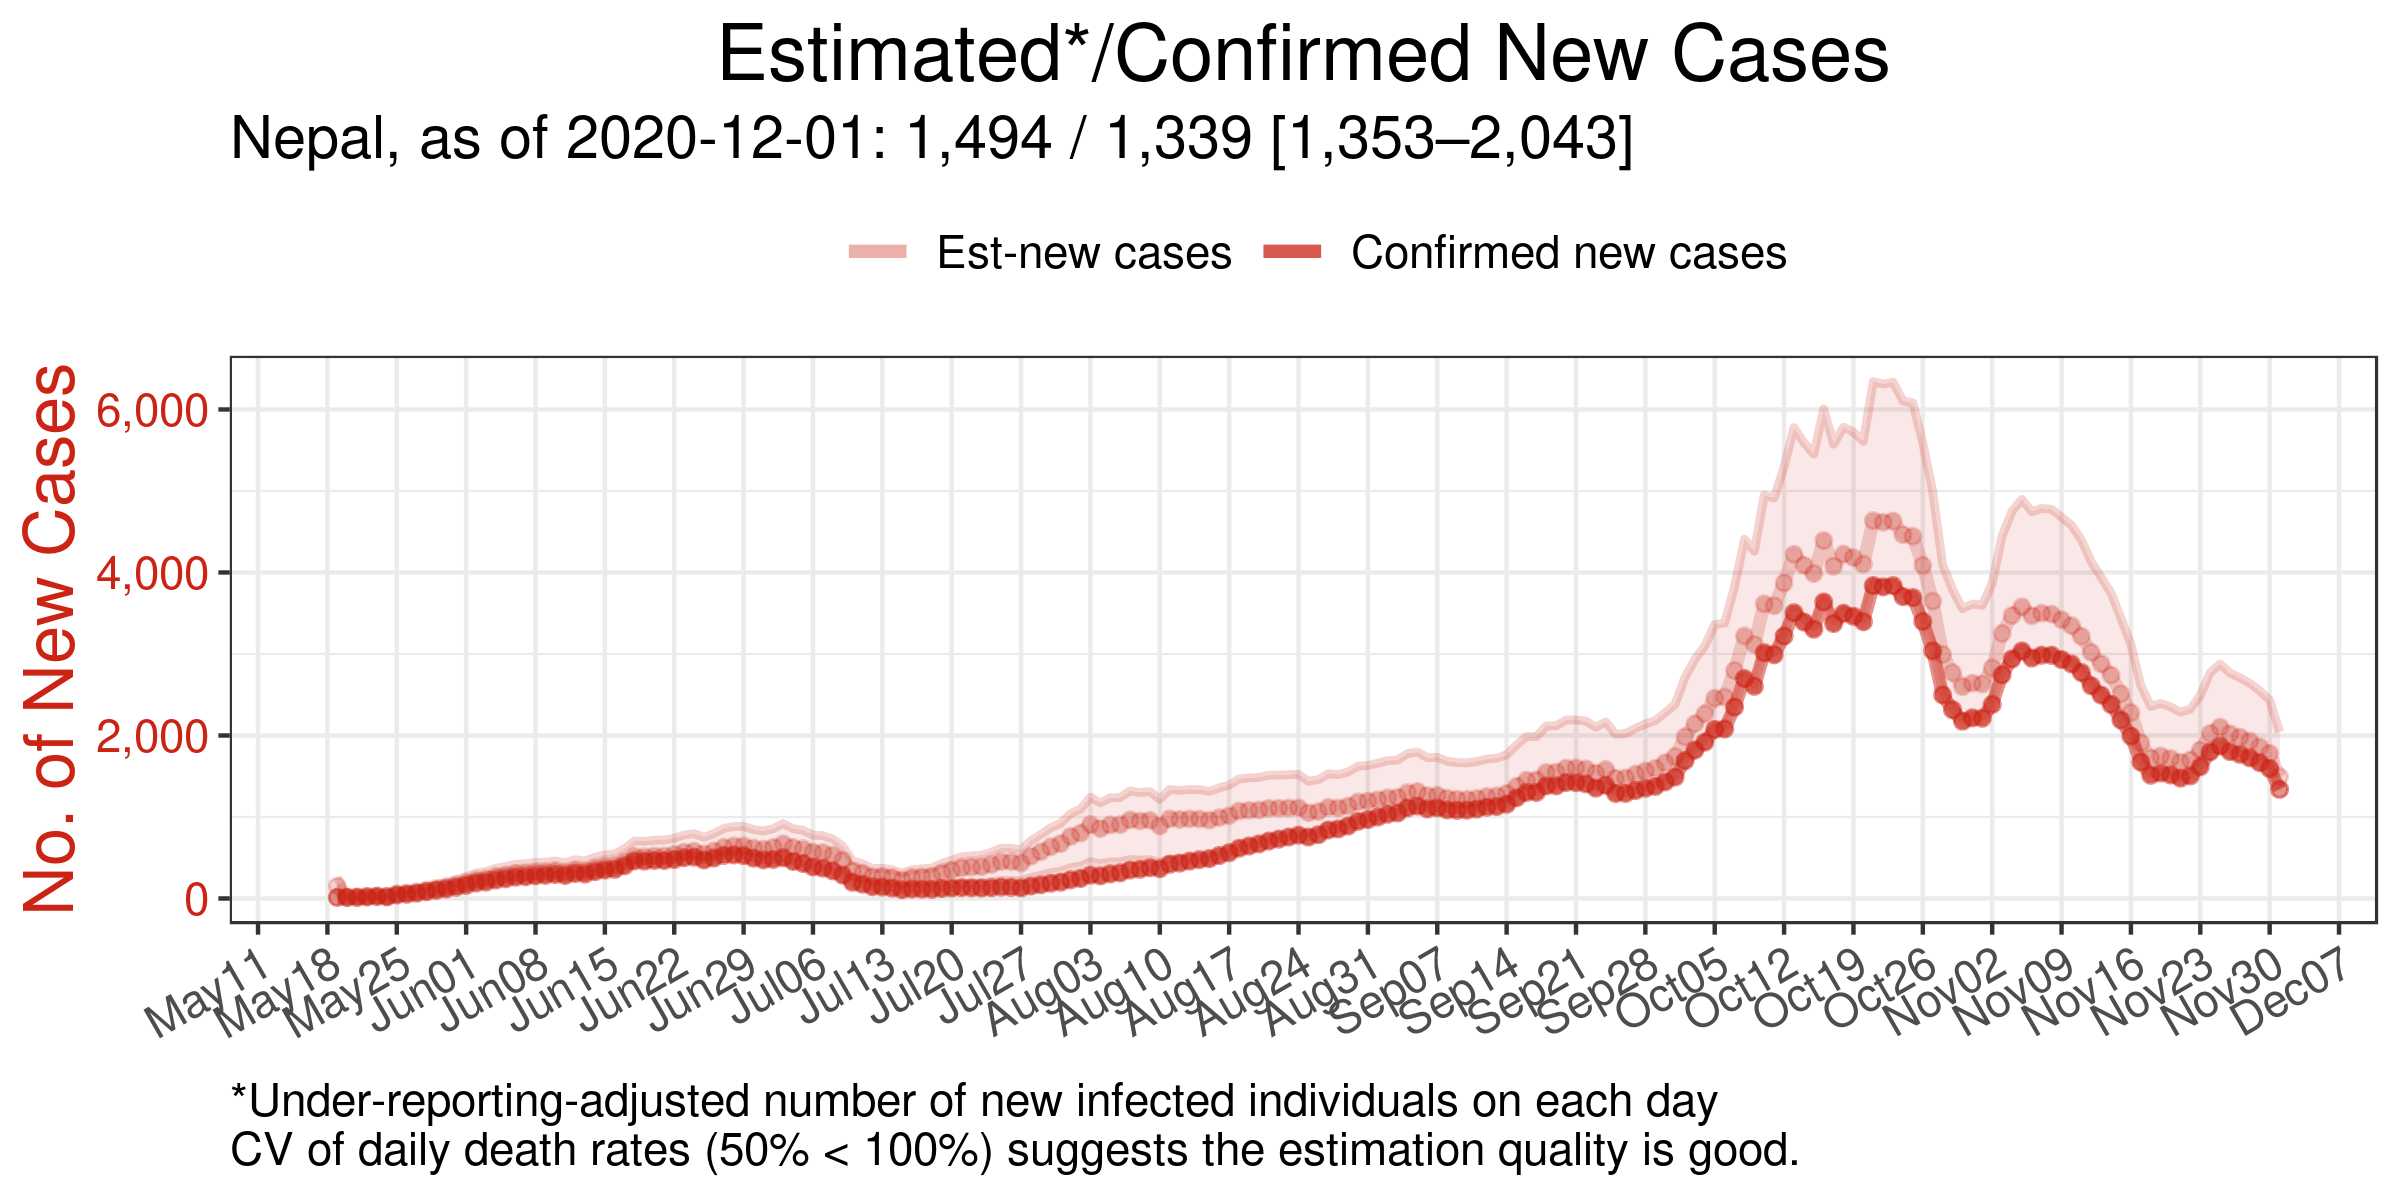 Estimated*/Confirmed New Cases
Nepal, as of 2020-12-01: 1,494 / 1,339 [1,353–2,043]
Est-new cases
Confirmed new cases
No. of New Cases
6,000
4,000
2,000
0
May11
May18
May25
Jun01
Jun08
Jun15
Jun22
Jun29
Jul06
Jul13
Jul20
Jul27
Aug03
Aug10
Aug17
Aug24
Aug31
Sep07
Sep14
Sep21
Sep28
Oct05
Oct12
Oct19
Oct26
Nov02
Nov09
Nov16
Nov23
Nov30
Dec07
*Under-reporting-adjusted number of new infected individuals on each day
CV of daily death rates (50% < 100%) suggests the estimation quality is good.